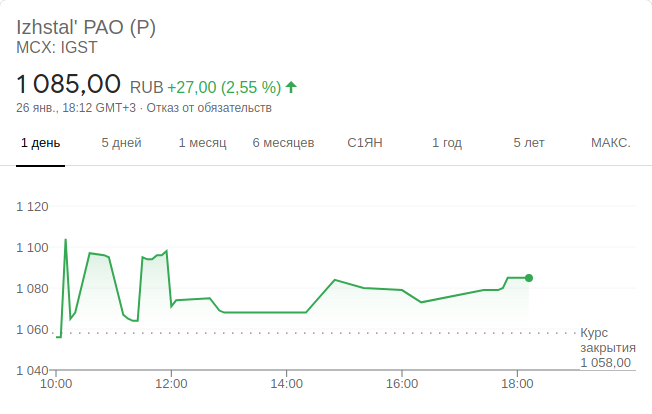 Izhstal' PAO (P)
MCX: IGST
1 085,00 RUB +27,00 (2,55 %)
26 янв., 18:12 GMT+3 · Отказ от обязательств
1 день 5 дней 1 месяц 6 месяцев С1ЯН 1 год 5 лет МАКС.
1 120
1 100
1 080
1 060
Курс
закрытия
1 058,00
1 040
10:00 12:00 14:00 16:00 18:00